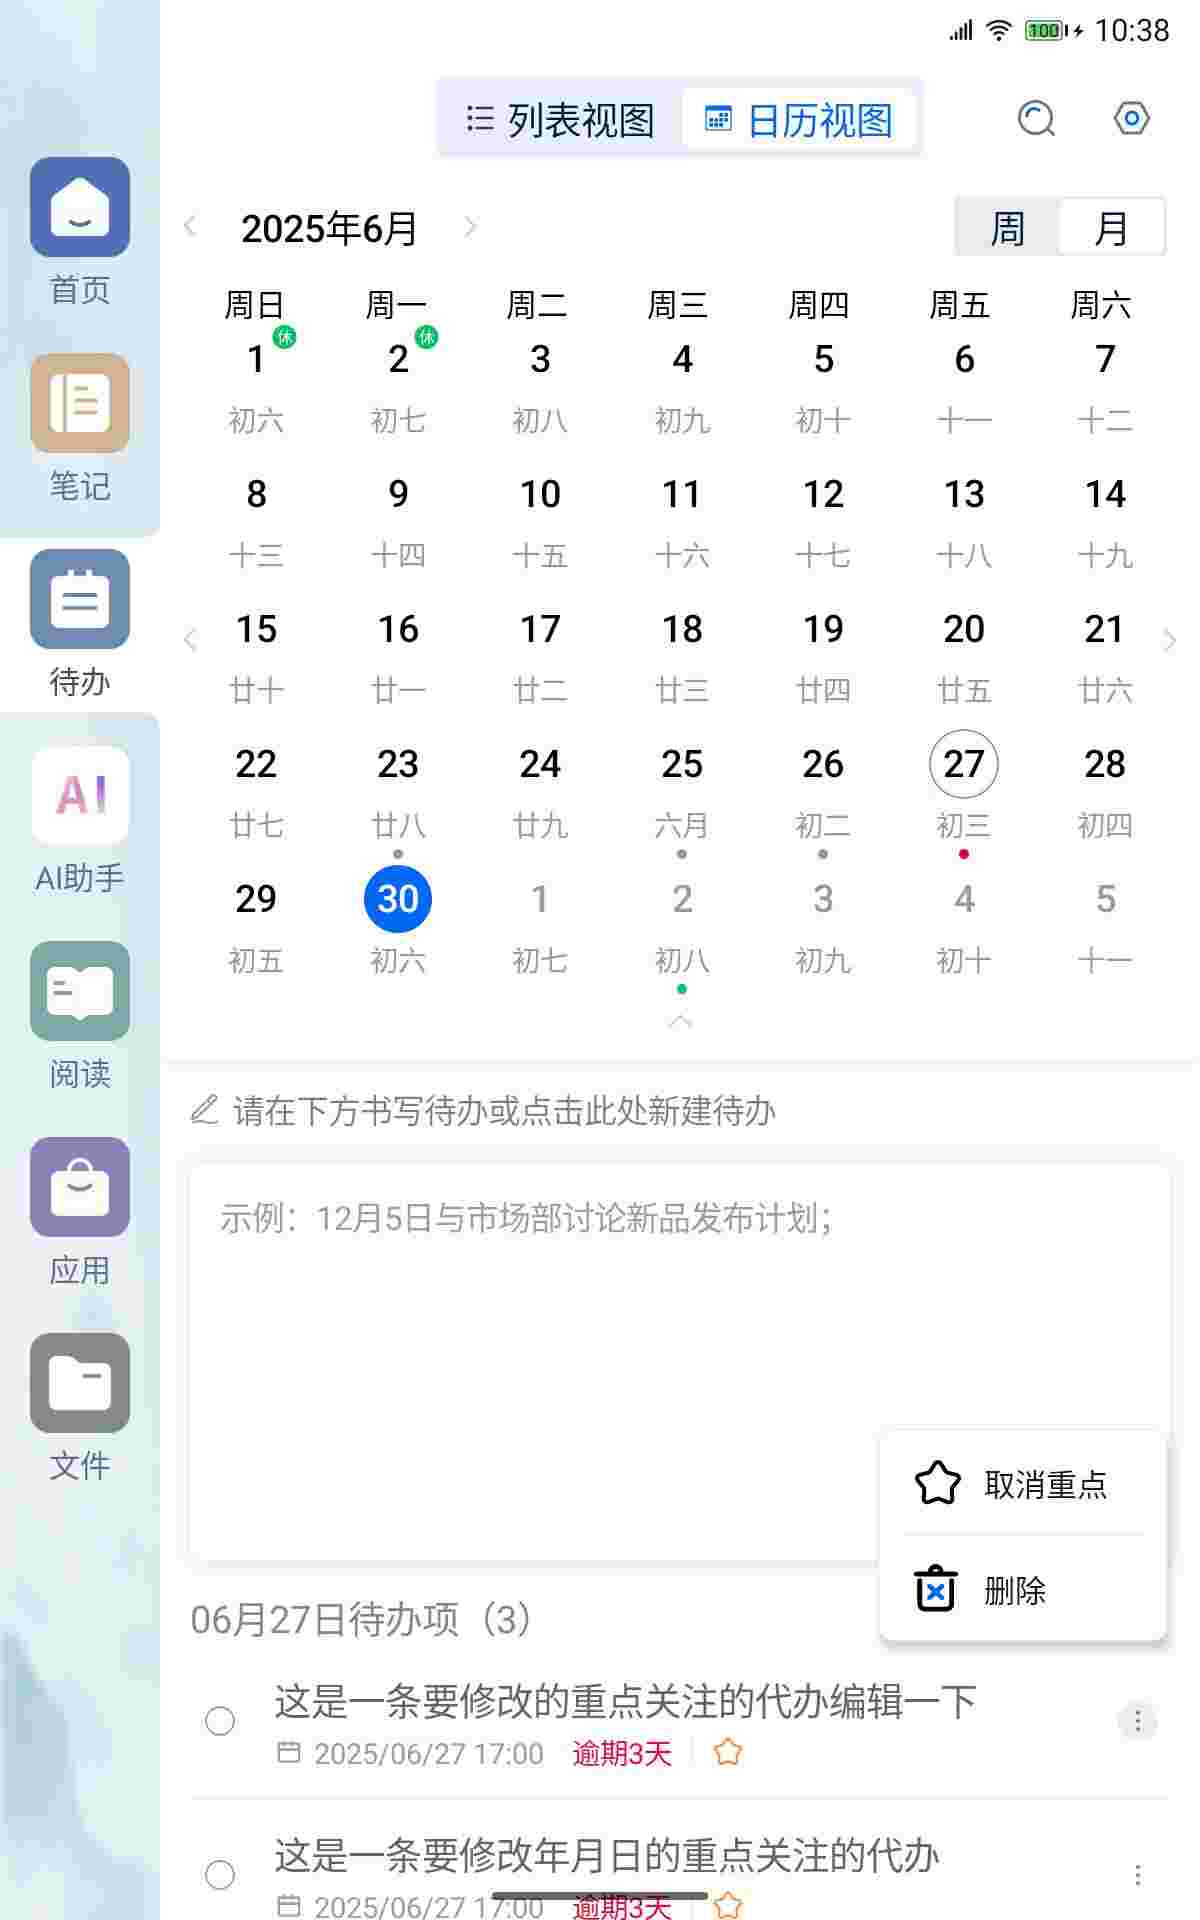 100 10:38
列表视图 日历视图
首页
笔记
待办
AI
AI助手
阅读
应用
文件
2025年6月 周 月
周日 周一 周二 周三 周四 周五 周六
休 休
1 2 3 4 5 6 7
初六 初七 初八 初九 初十 十一 十二
8 9 10 11 12 13 14
十三 十四 十五 十六 十七 十八 十九
15 16 17 18 19 20 21
廿十 廿一 廿二 廿三 廿四 廿五 廿六
22 23 24 25 26 27 28
廿七 廿八 廿九 六月 初二 初三 初四
29 30 1 2 3 4 5
初五 初六 初七 初八 初九 初十 十一
请在下方书写待办或点击此处新建待办
示例：12月5日与市场部讨论新品发布计划；
取消重点
删除
06月27日待办项（3）
这是一条要修改的重点关注的代办编辑一下
2025/06/27 17:00 逾期3天
这是一条要修改年月日的重点关注的代办
2025/06/27 17:00 逾期3天